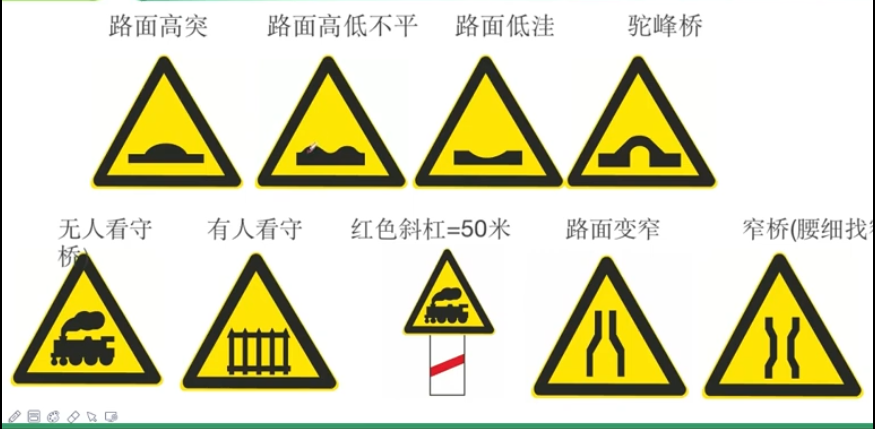 路面高突
路面高低不平
路面低洼
驼峰桥
无人看守
桥）
有人看守
红色斜杠=50米
路面变窄
窄桥(腰细找